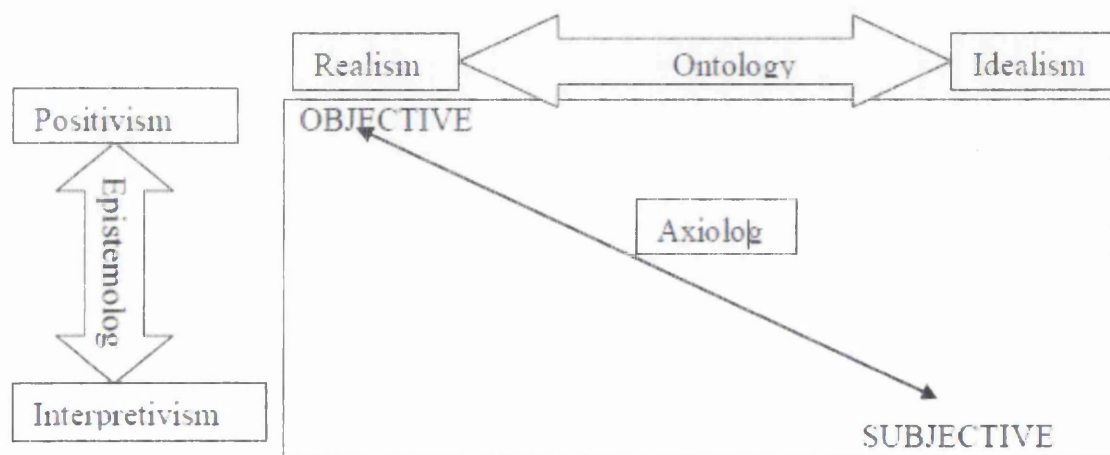 Realism
Ontology
Idealism
Positivism
OBJECTIVE
Epistemolog
Axiolog
Interpretivism
SUBJECTIVE